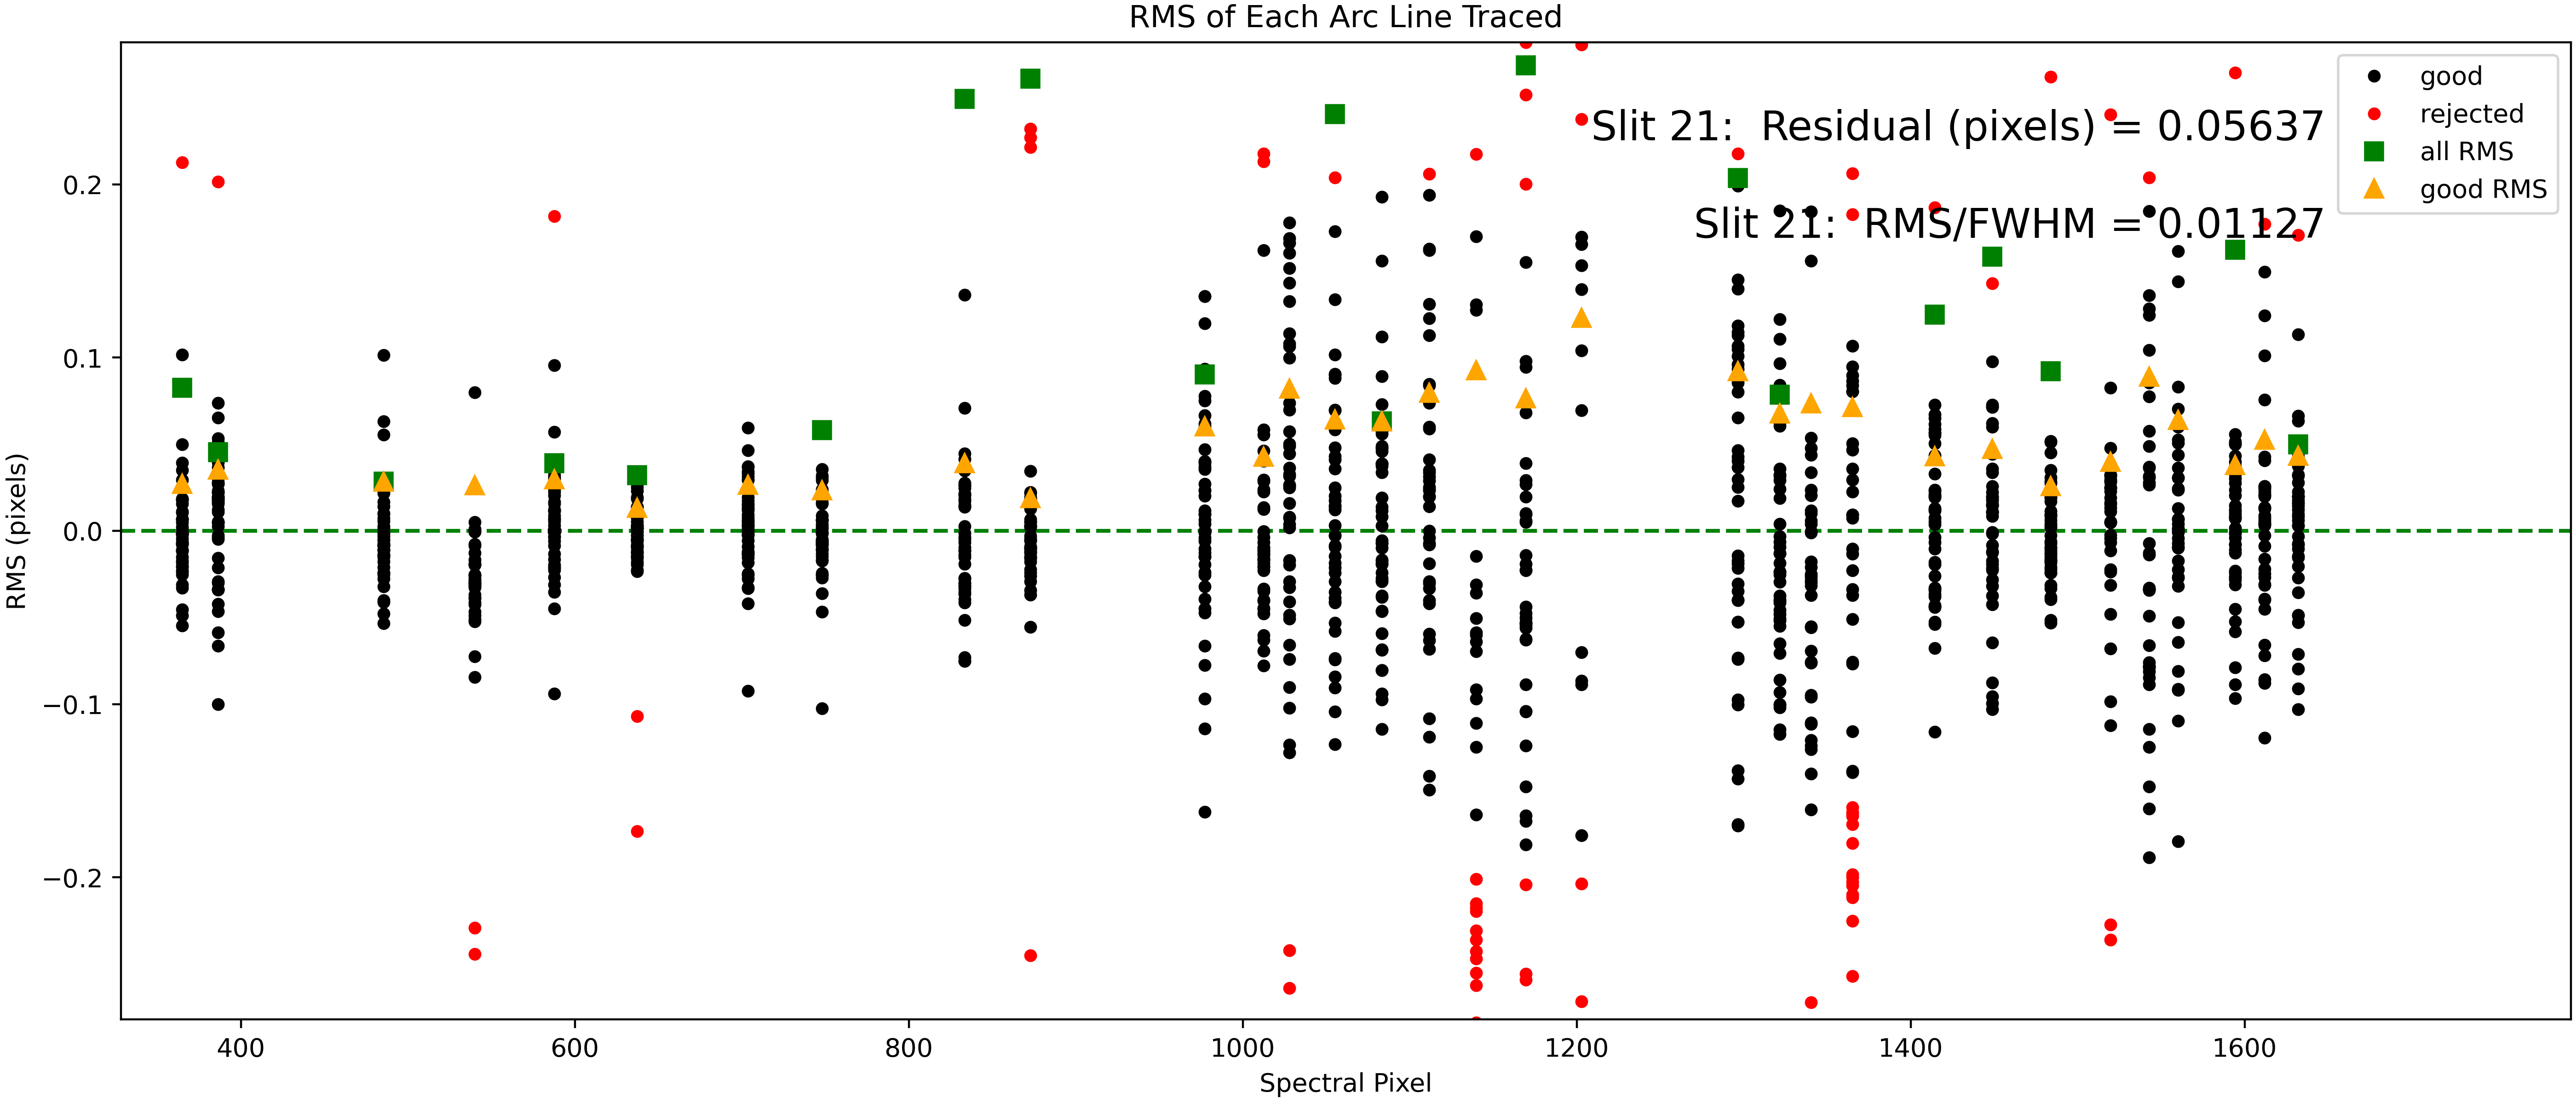 RMS of Each Arc Line Traced
good
rejected
all RMS
good RMS
Slit 21:  Residual (pixels) = 0.05637
Slit 21:  RMS/FWHM = 0.01127
RMS (pixels)
0.2
0.1
0.0
−0.1
−0.2
400
600
800
1000
1200
1400
1600
Spectral Pixel